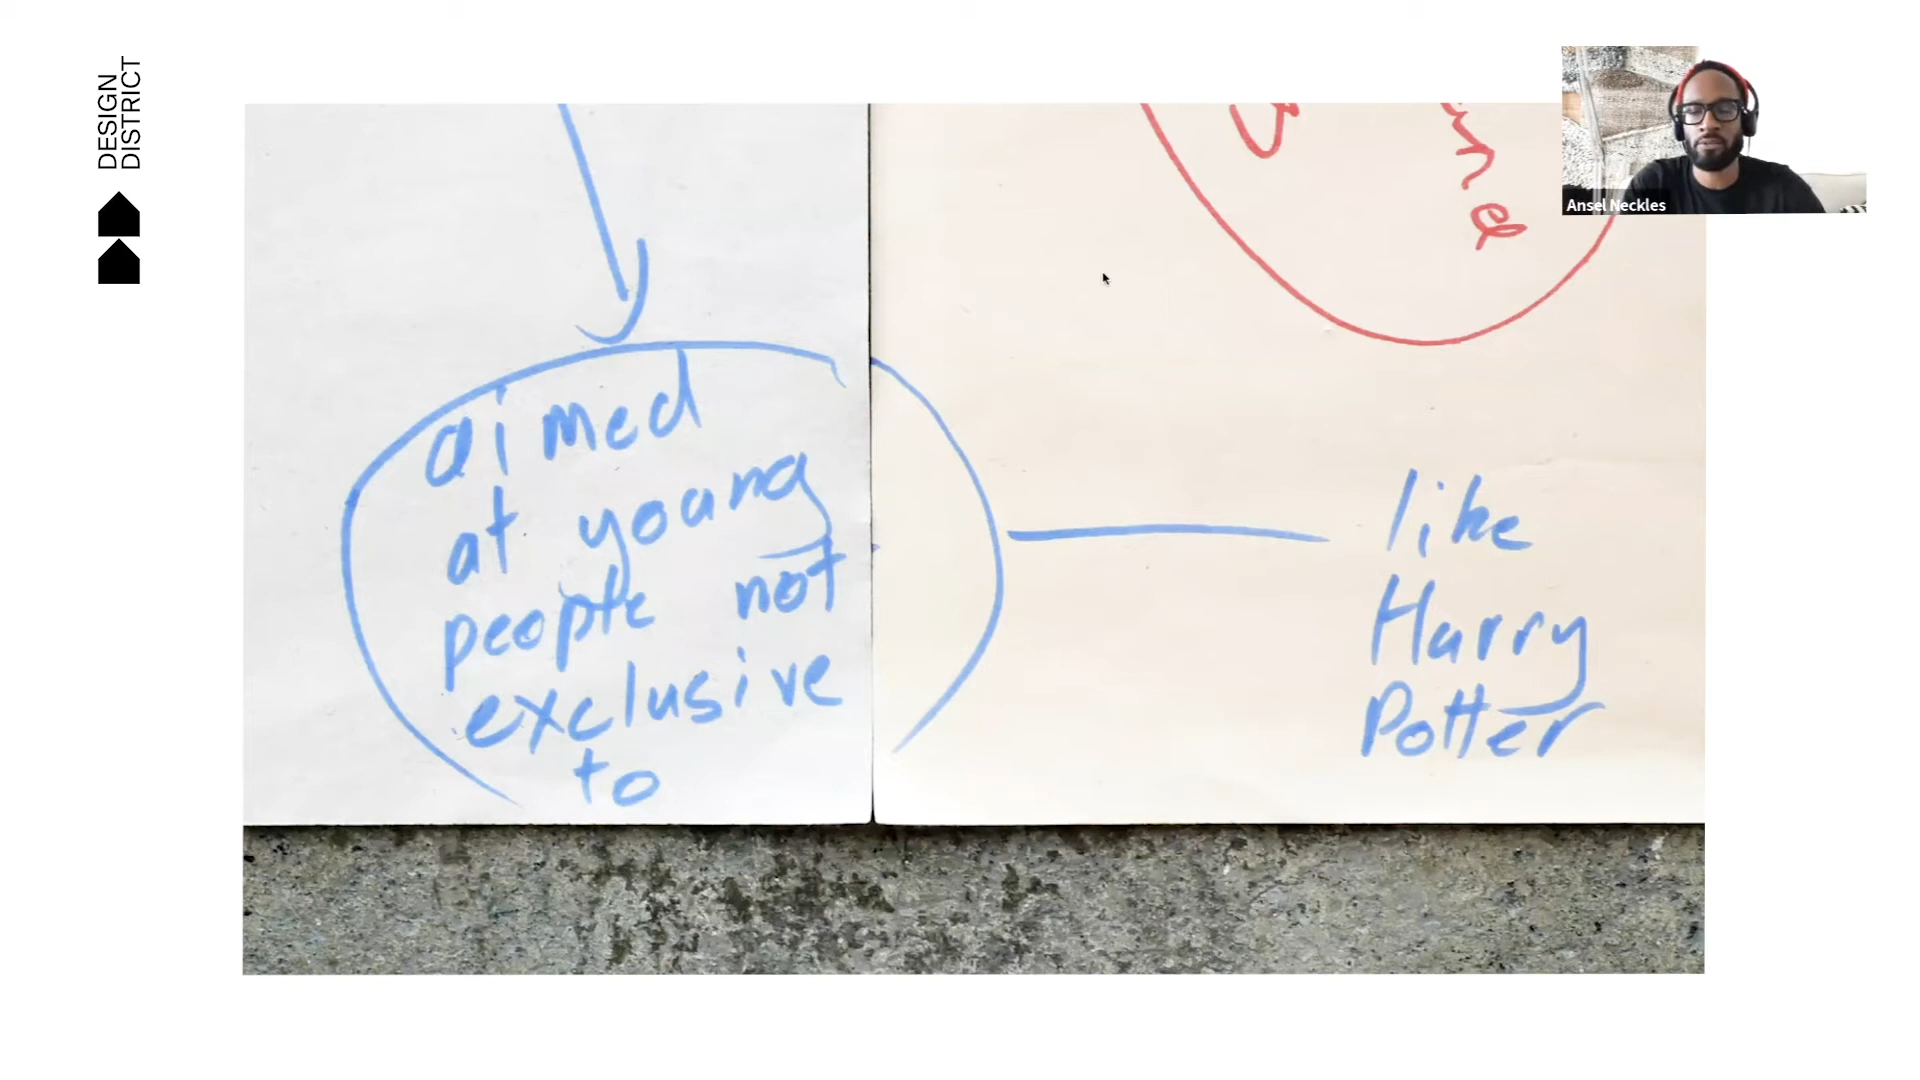 DESIGN
DISTRICT
Ansel Neckles
aimed
at young
people not
exclusive
to
like
Harry
Potter